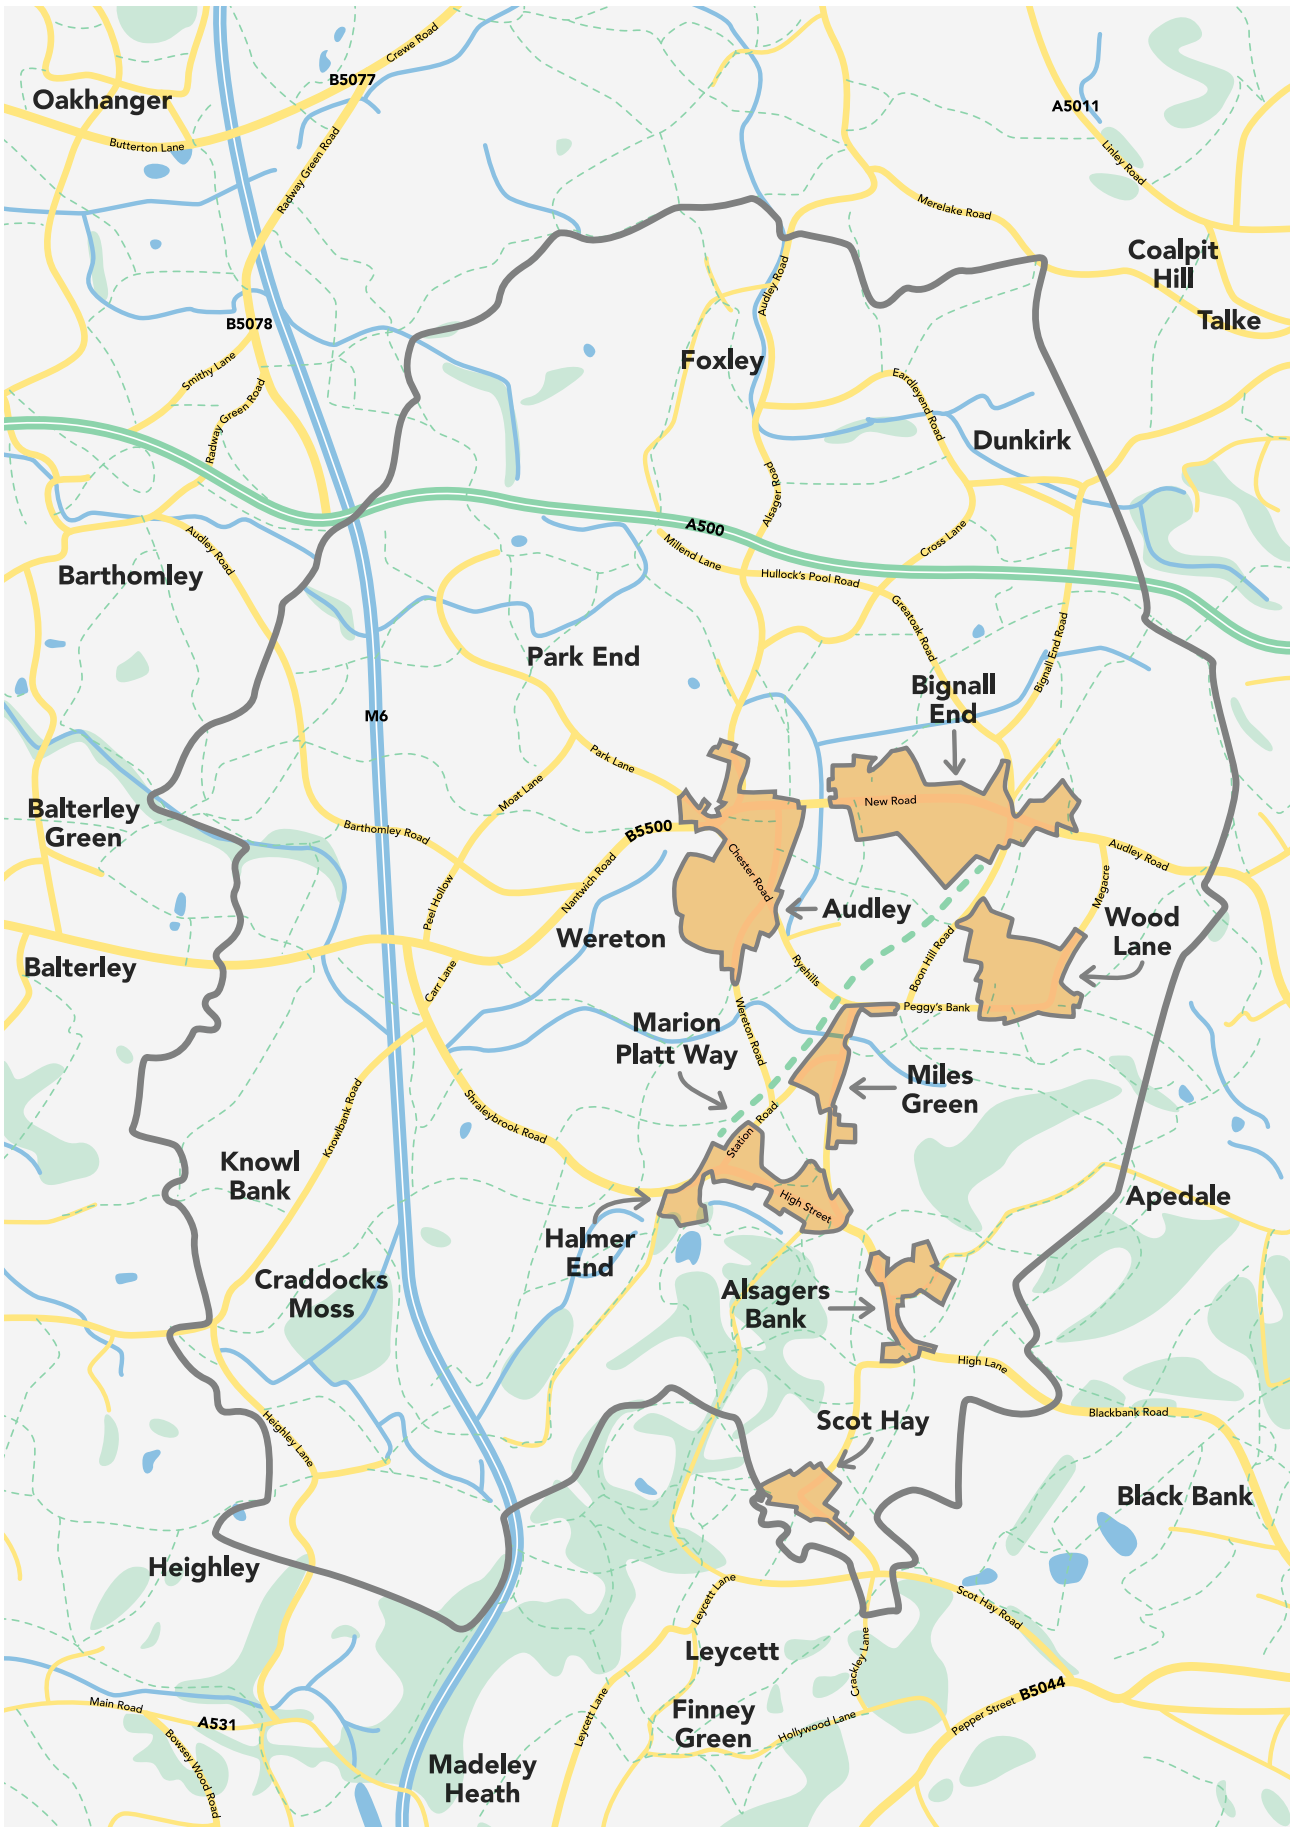 Crewe Road
B5077
Oakhanger
A5011
Butterton Lane
Linley Road
Radway Green Road
Merelake Road
Coalpit
Hill
Audley Road
B5078
Talke
Foxley
Smithy Lane
Eardleyend Road
Radway Green Road
Dunkirk
Alsager Road
A500
Cross Lane
Audley Road
Millend Lane
Barthomley
Hullock's Pool Road
Greatoak Road
Bignall End Road
Park End
Bignall
End
M6
Park Lane
Moat Lane
New Road
Balterley
Green
Barthomley Road
B5500
Audley Road
Chester Road
Nantwich Road
Megacre
Peel Hollow
Audley
Wood
Lane
Wereton
Boon Hill Road
Balterley
Ryehills
Carr Lane
Peggy's Bank
Marion
Platt Way
Wereton Road
Miles
Green
Knowlbank Road
Shraleybrook Road
Station Road
Knowl
Bank
Apedale
High Street
Halmer
End
Craddocks
Moss
Alsagers
Bank
High Lane
Scot Hay
Blackbank Road
Heighley Lane
Black Bank
Heighley
Leycett Lane
Scot Hay Road
Leycett
Crackley Lane
Leycett Lane
B5044
Pepper Street
Main Road
A531
Finney
Green
Hollywood Lane
Bowsey Wood Road
Madeley
Heath